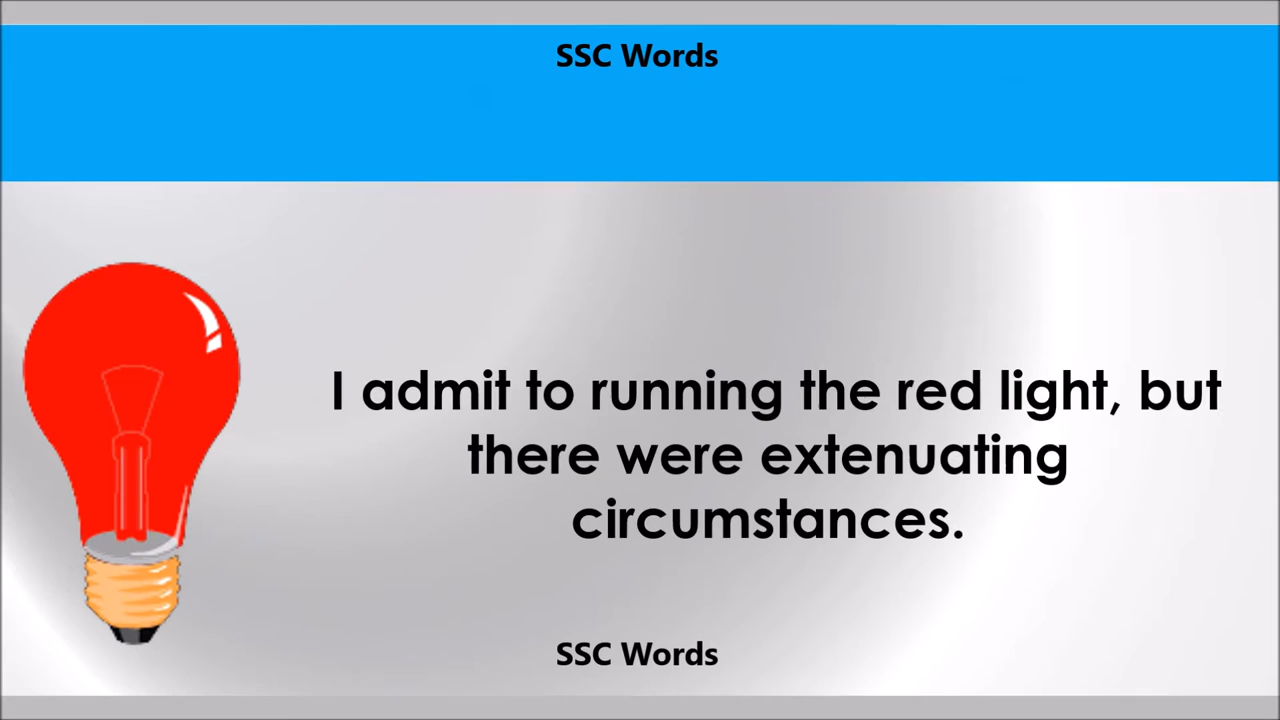 SSC Words
I admit to running the red light, but
there were extenuating
circumstances.
SSC Words